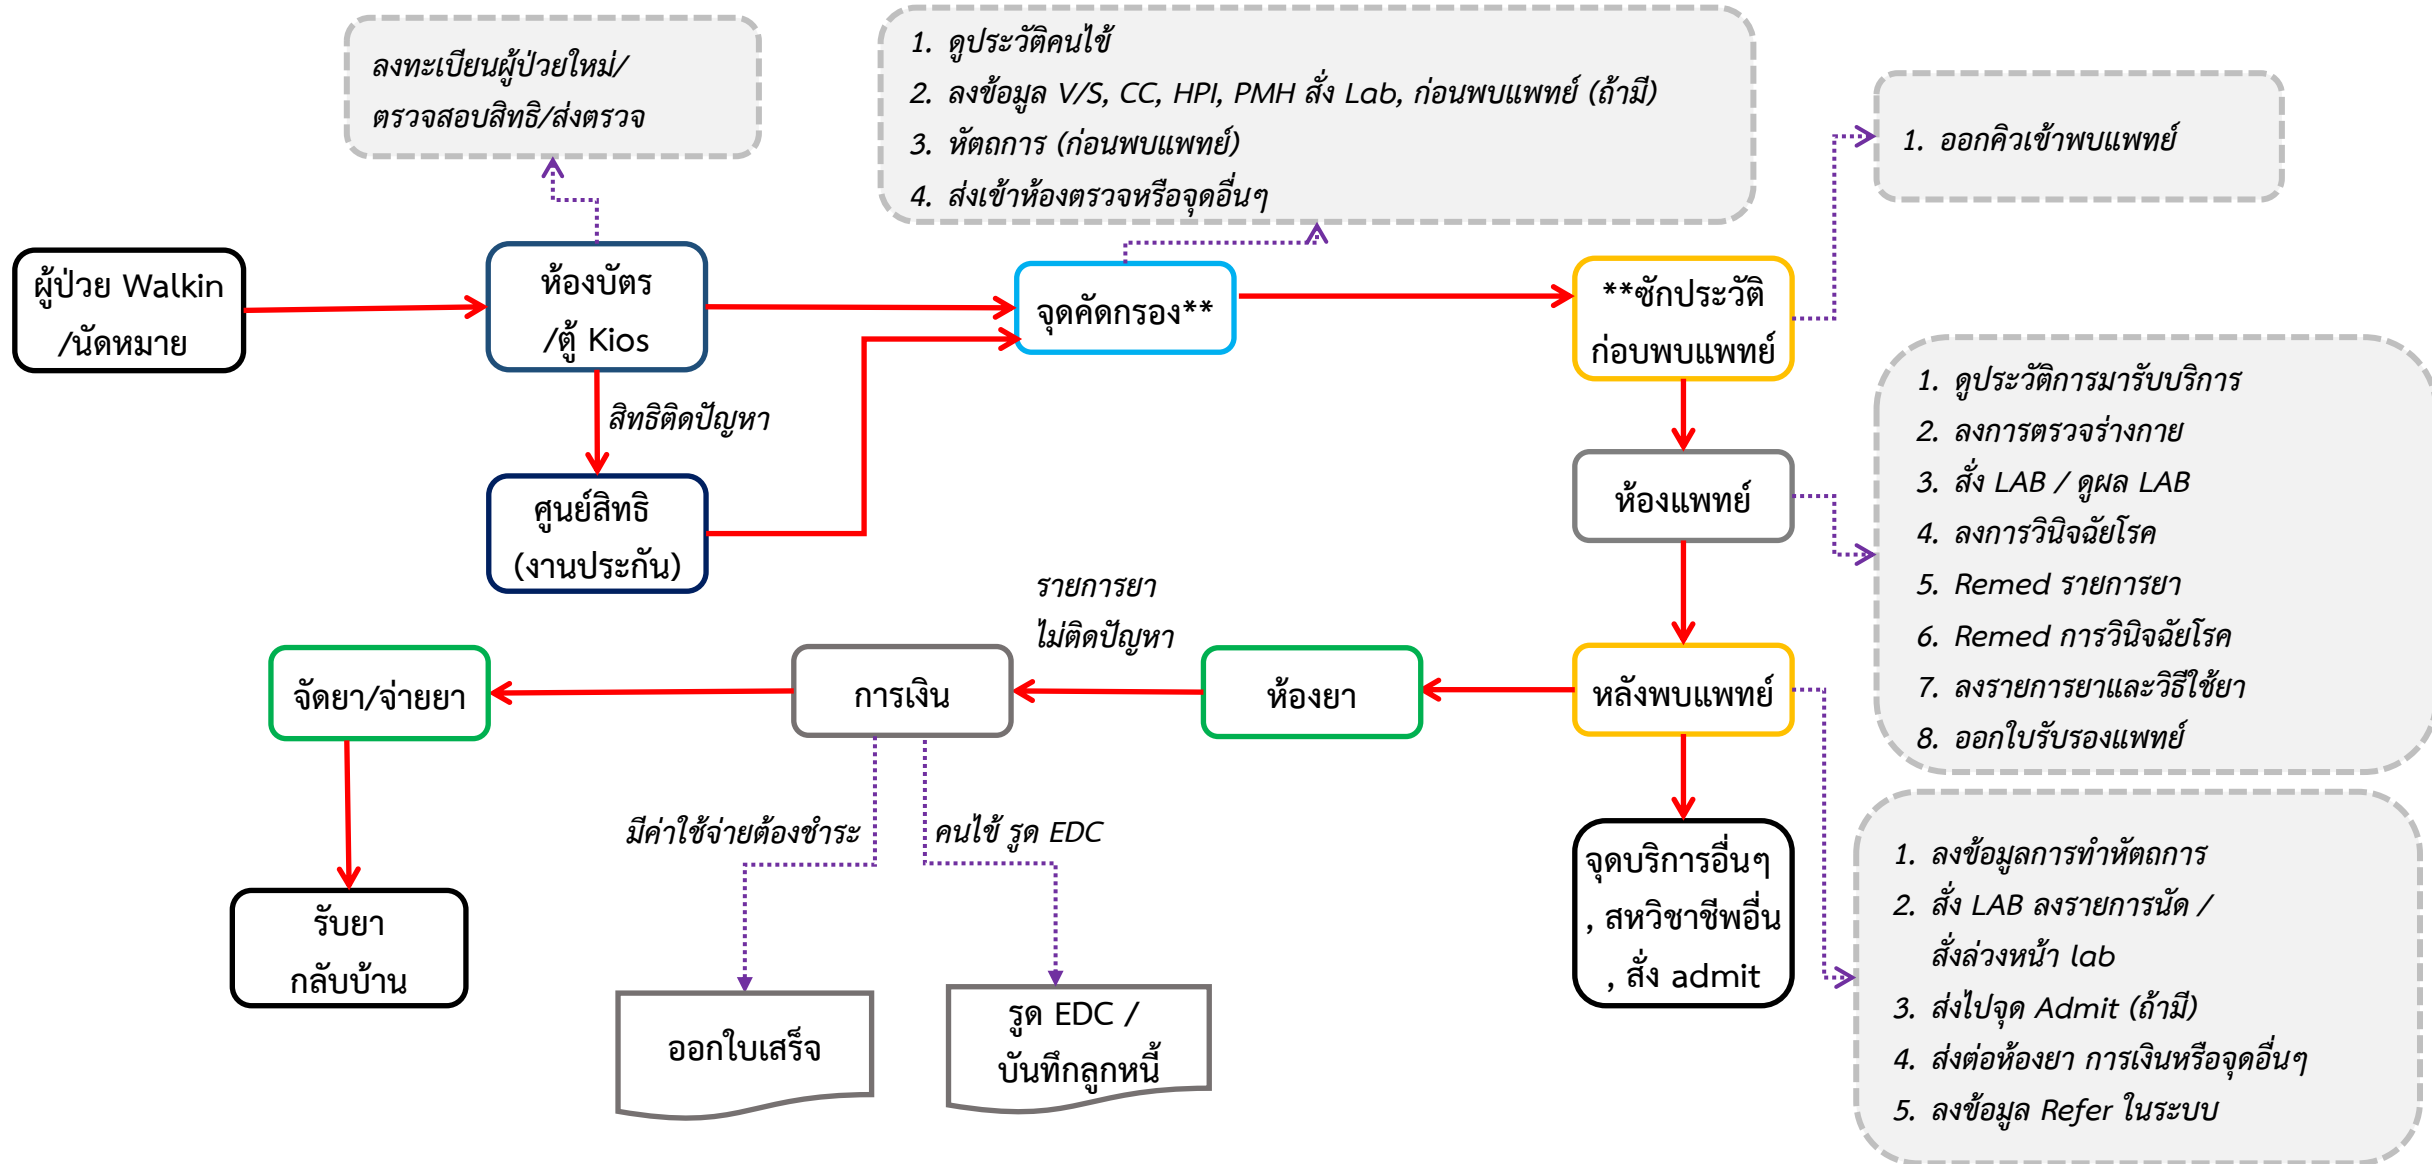 ลงทะเบียนผู้ป่วยใหม่/
ตรวจสอบสิทธิ/ส่งตรวจ
1. ดูประวัติคนไข้
2. ลงข้อมูล V/S, CC, HPI, PMH สั่ง Lab, ก่อนพบแพทย์ (ถ้ามี)
3. หัตถการ (ก่อนพบแพทย์)
4. ส่งเข้าห้องตรวจหรือจุดอื่นๆ
1. ออกคิวเข้าพบแพทย์
ผู้ป่วย Walkin
/นัดหมาย
ห้องบัตร
/ตู้ Kios
จุดคัดกรอง**
**ซักประวัติ
ก่อบพบแพทย์
สิทธิติดปัญหา
ศูนย์สิทธิ
(งานประกัน)
ห้องแพทย์
1. ดูประวัติการมารับบริการ
2. ลงการตรวจร่างกาย
3. สั่ง LAB / ดูผล LAB
4. ลงการวินิจฉัยโรค
5. Remed รายการยา
6. Remed การวินิจฉัยโรค
7. ลงรายการยาและวิธีใช้ยา
8. ออกใบรับรองแพทย์
รายการยา
ไม่ติดปัญหา
จัดยา/จ่ายยา
การเงิน
ห้องยา
หลังพบแพทย์
มีค่าใช้จ่ายต้องชำระ
คนไข้ รูด EDC
รับยา
กลับบ้าน
ออกใบเสร็จ
รูด EDC /
บันทึกลูกหนี้
จุดบริการอื่นๆ
, สหวิชาชีพอื่น
, สั่ง admit
1. ลงข้อมูลการทำหัตถการ
2. สั่ง LAB ลงรายการนัด /
สั่งล่วงหน้า lab
3. ส่งไปจุด Admit (ถ้ามี)
4. ส่งต่อห้องยา การเงินหรือจุดอื่นๆ
5. ลงข้อมูล Refer ในระบบ